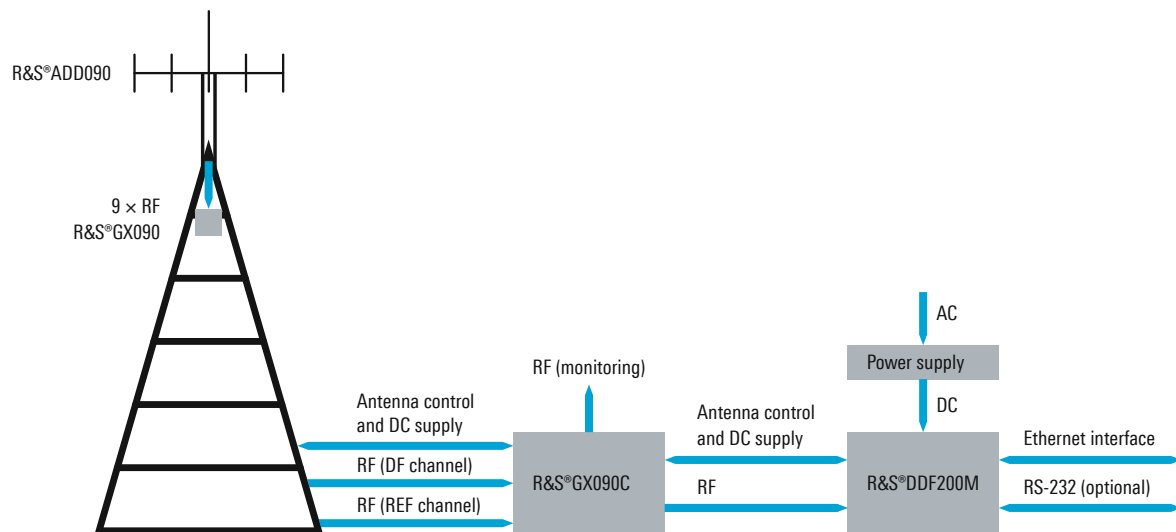 R&S®ADD090
9 × RF
R&S®GX090
AC
Power supply
DC
RF (monitoring)
Antenna control
and DC supply
Antenna control
and DC supply
Ethernet interface
RF (DF channel)
R&S®GX090C
RF
R&S®DDF200M
RS-232 (optional)
RF (REF channel)